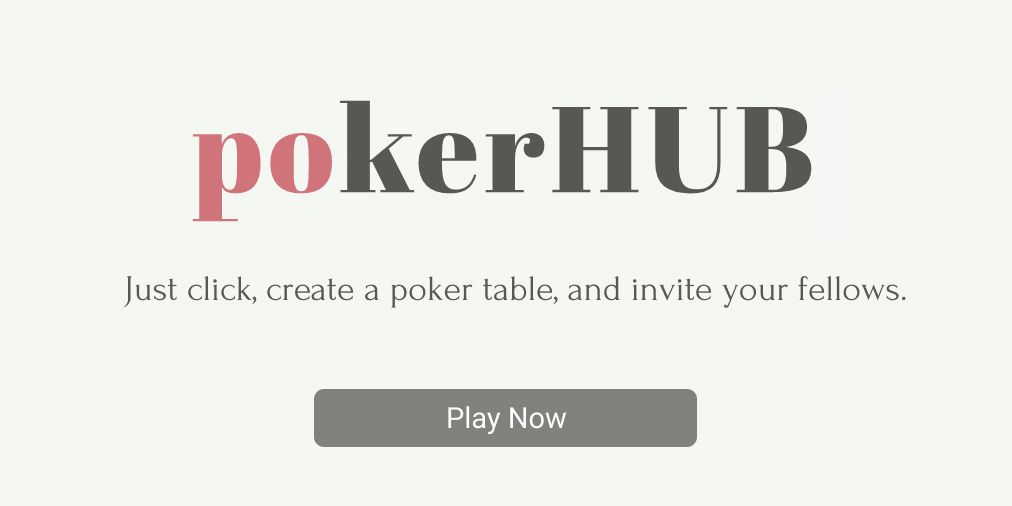 pokerHUB
Just click, create a poker table, and invite your fellows.
Play Now